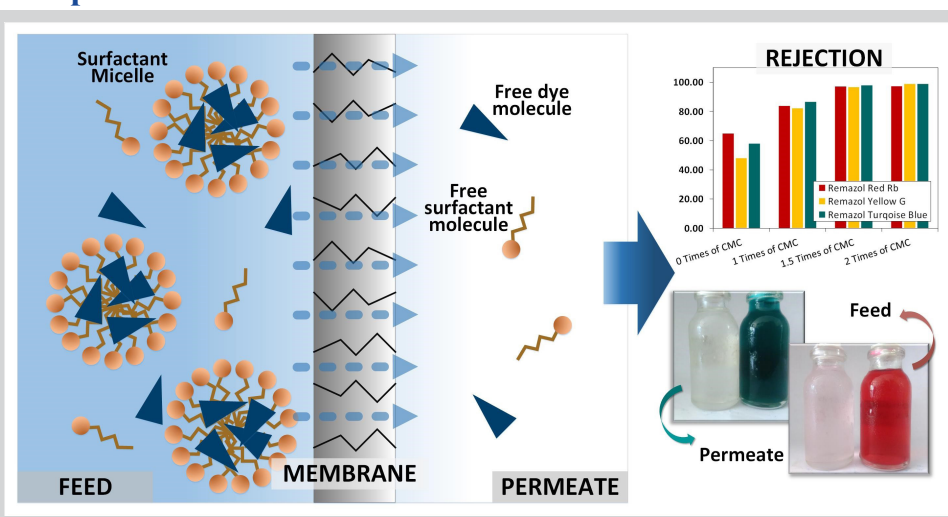 Surfactant
Micelle
Free dye
molecule
Free
surfactant
molecule
FEED
MEMBRANE
PERMEATE
REJECTION
100.00
80.00
60.00
40.00
20.00
0.00
Remazol Red Rb
Remazol Yellow G
Remazol Turqoise Blue
0 Times of CMC
1 Times of CMC
1.5 Times of CMC
2 Times of CMC
Feed
Permeate